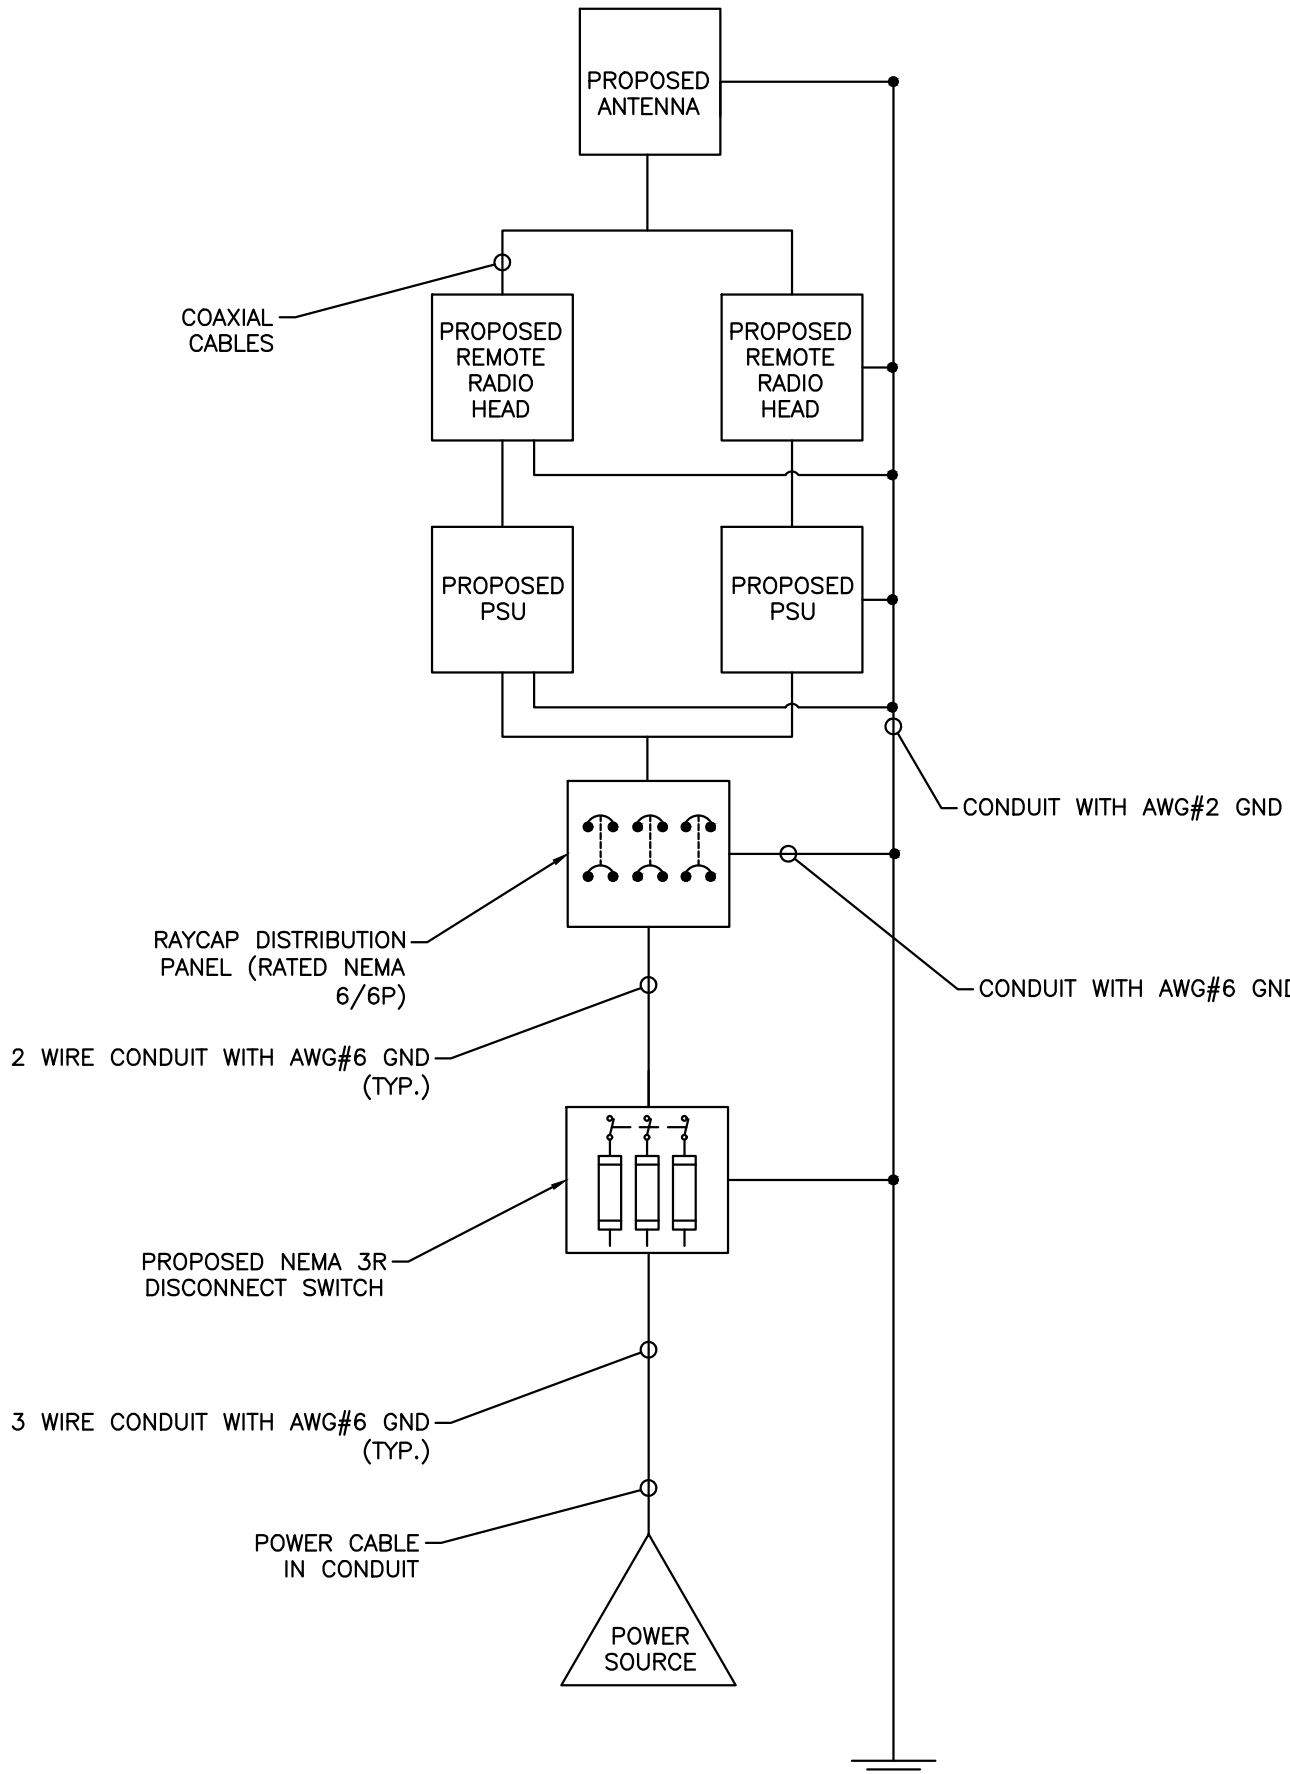 PROPOSED
ANTENNA
COAXIAL
CABLES
PROPOSED
REMOTE
RADIO
HEAD
PROPOSED
REMOTE
RADIO
HEAD
PROPOSED
PSU
PROPOSED
PSU
CONDUIT WITH AWG#2 GND
RAYCAP DISTRIBUTION
PANEL (RATED NEMA
6/6P)
CONDUIT WITH AWG#6 GND
2 WIRE CONDUIT WITH AWG#6 GND
(TYP.)
PROPOSED NEMA 3R
DISCONNECT SWITCH
3 WIRE CONDUIT WITH AWG#6 GND
(TYP.)
POWER CABLE
IN CONDUIT
POWER
SOURCE